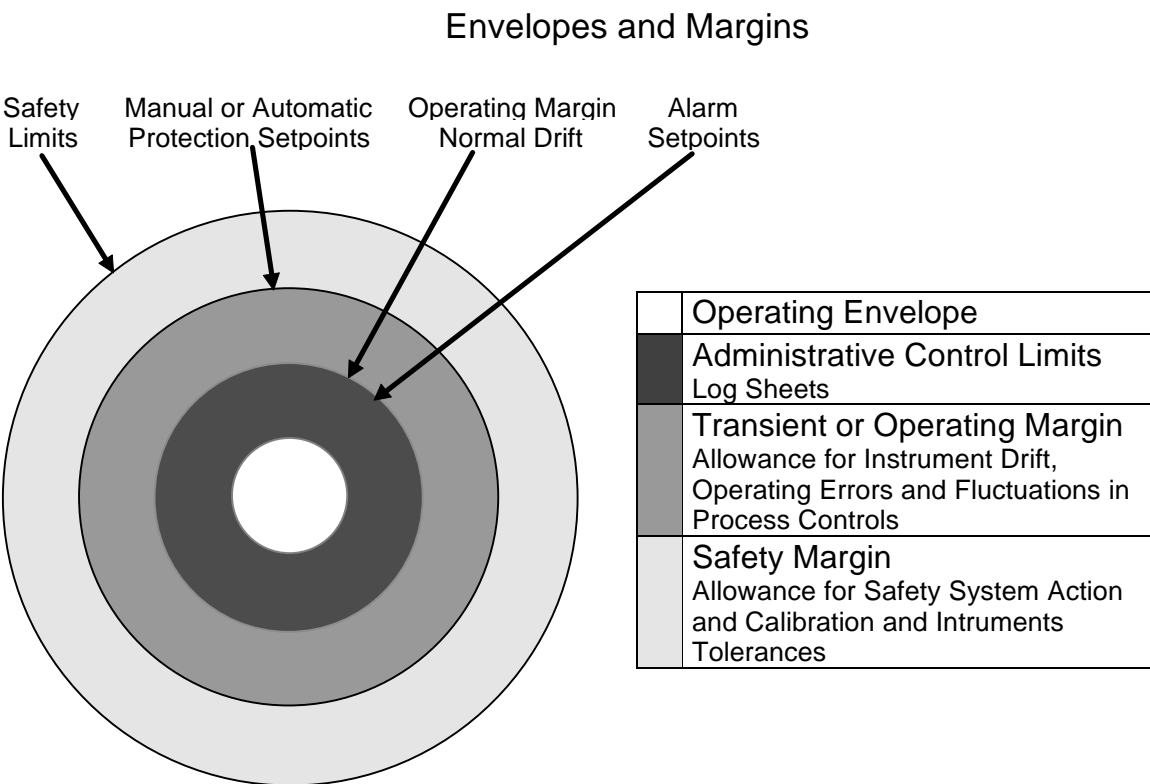 Envelopes and Margins
Safety
Limits
Manual or Automatic
Protection Setpoints
Operating Margin
Normal Drift
Alarm
Setpoints
Operating Envelope
Administrative Control Limits
Log Sheets
Transient or Operating Margin
Allowance for Instrument Drift,
Operating Errors and Fluctuations in
Process Controls
Safety Margin
Allowance for Safety System Action
and Calibration and Intruments
Tolerances